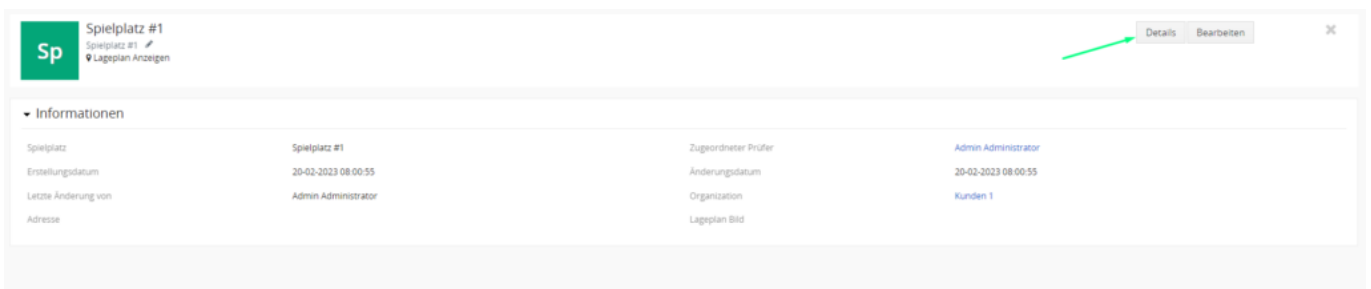 Sp
Spielplatz #1
Spielplatz #1
Lageplan Anzeigen
Details Bearbeiten
Informationen
Spielplatz Spielplatz #1 Zugeordneter Prüfer Admin Administrator
Erstellungsdatum 20-02-2023 08:00:55 Änderungsdatum 20-02-2023 08:00:55
Letzte Änderung von Admin Administrator Organization Kunden 1
Adresse Lageplan Bild